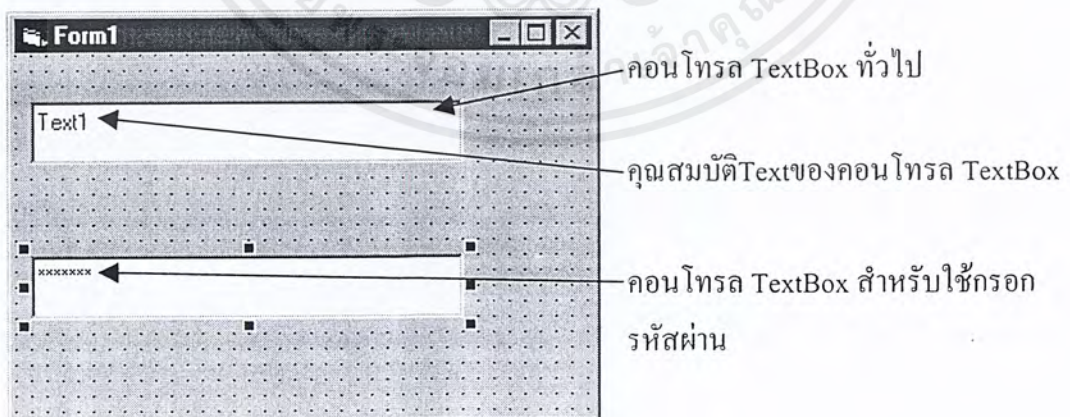 Form1
คอนโทรล TextBox ทั่วไป
Text1
คุณสมบัติTextของคอนโทรล TextBox
×××××××
คอนโทรล TextBox สำหรับใช้กรอก
รหัสผ่าน